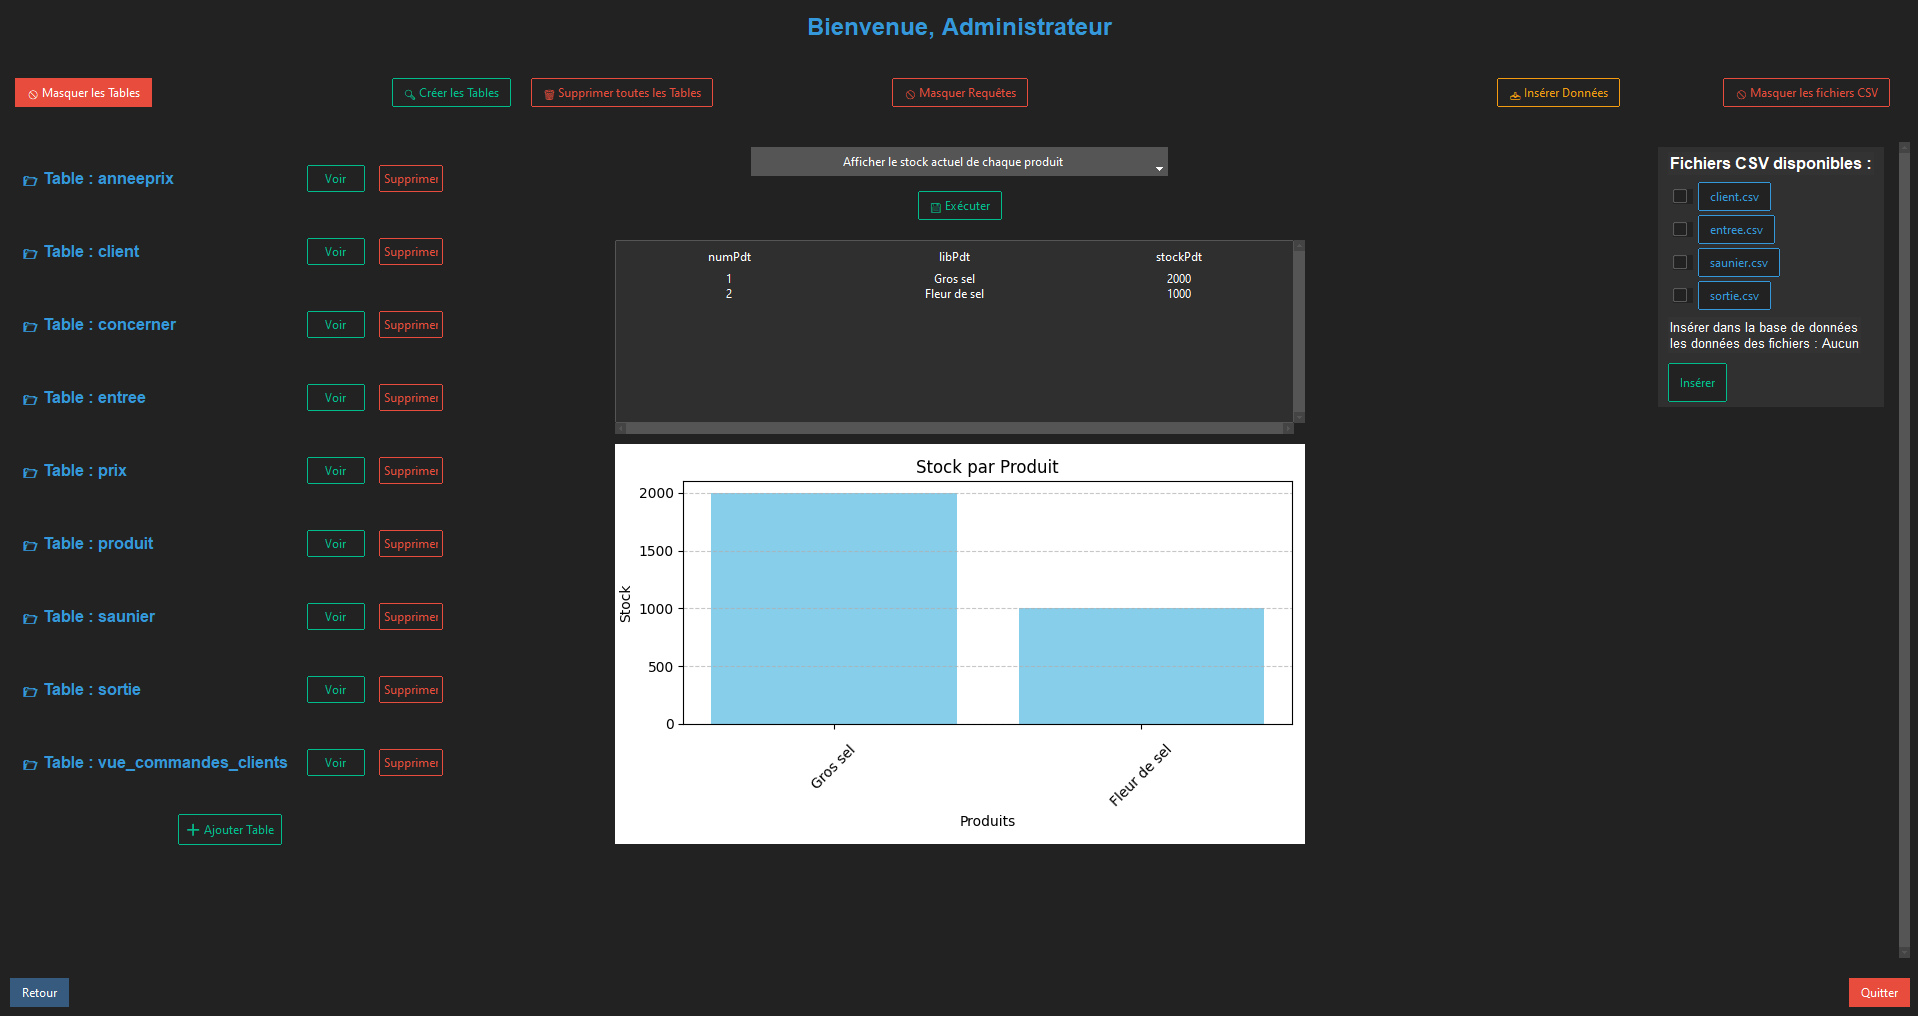 Bienvenue, Administrateur
Masquer les Tables
Créer les Tables
Supprimer toutes les Tables
Masquer Requêtes
Insérer Données
Masquer les fichiers CSV
Table : anneeprix
Voir
Supprimer
Table : client
Voir
Supprimer
Table : concerner
Voir
Supprimer
Table : entree
Voir
Supprimer
Table : prix
Voir
Supprimer
Table : produit
Voir
Supprimer
Table : saunier
Voir
Supprimer
Table : sortie
Voir
Supprimer
Table : vue_commandes_clients
Voir
Supprimer
Ajouter Table
Afficher le stock actuel de chaque produit
Exécuter
numPdt libPdt stockPdt
1 Gros sel 2000
2 Fleur de sel 1000
Stock par Produit
2000
1500
1000
500
0
Stock
Gros sel
Fleur de sel
Produits
Fichiers CSV disponibles :
client.csv
entree.csv
saunier.csv
sortie.csv
Insérer dans la base de données
les données des fichiers : Aucun
Insérer
Retour
Quitter